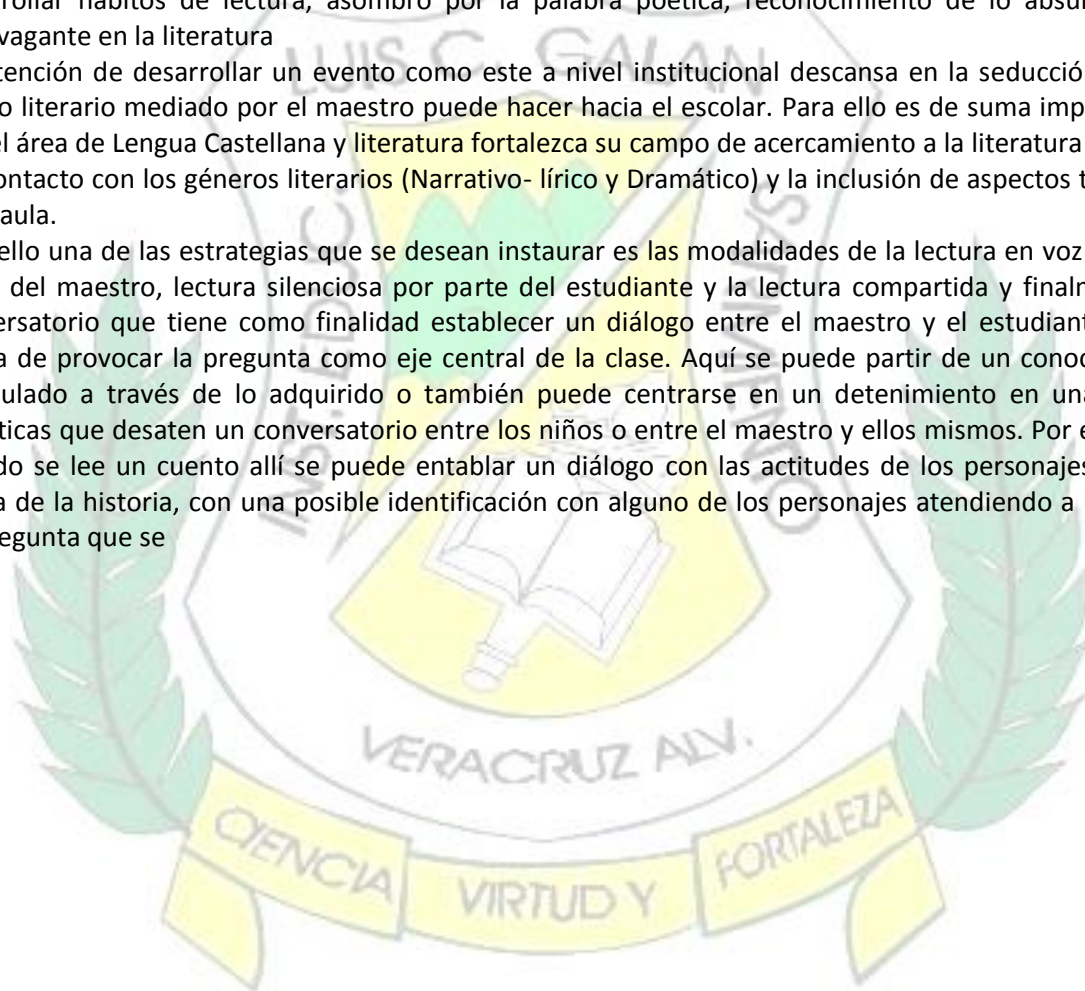 rollar hábitos de lectura, asombro por la palabra poética, reconocimiento de lo absu
vagante en la literatura
tención de desarrollar un evento como este a nivel institucional descansa en la seducció
o literario mediado por el maestro puede hacer hacia el escolar. Para ello es de suma imp
el área de Lengua Castellana y literatura fortalezca su campo de acercamiento a la literatura
ontacto con los géneros literarios (Narrativo- lírico y Dramático) y la inclusión de aspectos t
aula.
ello una de las estrategias que se desean instaurar es las modalidades de la lectura en voz
del maestro, lectura silenciosa por parte del estudiante y la lectura compartida y finaln
ersatorio que tiene como finalidad establecer un diálogo entre el maestro y el estudiant
a de provocar la pregunta como eje central de la clase. Aquí se puede partir de un conoc
ulado a través de lo adquirido o también puede centrarse en un detenimiento en una
ticas que desaten un conversatorio entre los niños o entre el maestro y ellos mismos. Por e
do se lee un cuento allí se puede entablar un diálogo con las actitudes de los personajes
a de la historia, con una posible identificación con alguno de los personajes atendiendo a
egunta que se
LUIS C. GALAN
INST. EDUC.
SARMIENTO
VERACRUZ ALV.
CIENCIA
VIRTUD Y
FORTALEZA